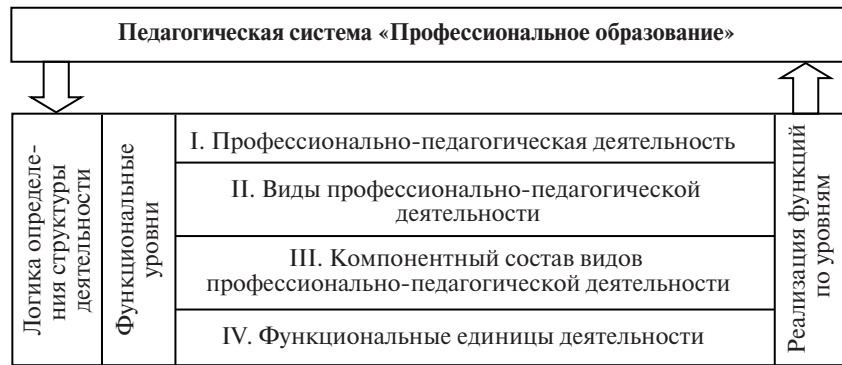 Педагогическая система «Профессиональное образование»
Логика определе-
ния структуры
деятельности
Функциональные
уровни
I. Профессионально-педагогическая деятельность
II. Виды профессионально-педагогической
деятельности
III. Компонентный состав видов
профессионально-педагогической деятельности
IV. Функциональные единицы деятельности
Реализация функций
по уровням